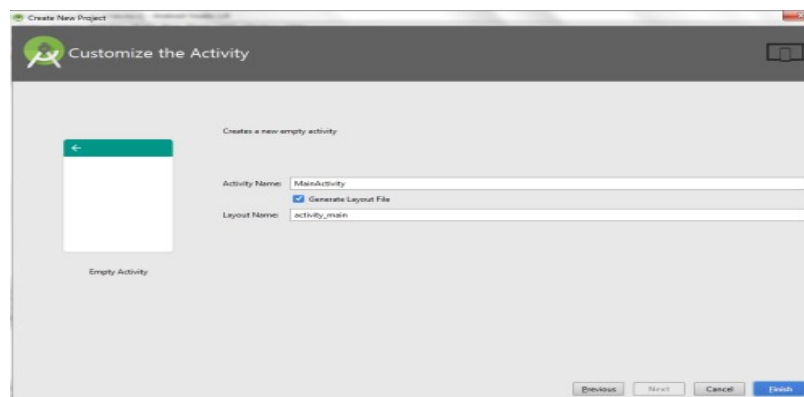 Create New Project
Customize the Activity
Creates a new empty activity
Activity Name: MainActivity
Generate Layout File
Layout Name: activity_main
Empty Activity
Previous Next Cancel Finish